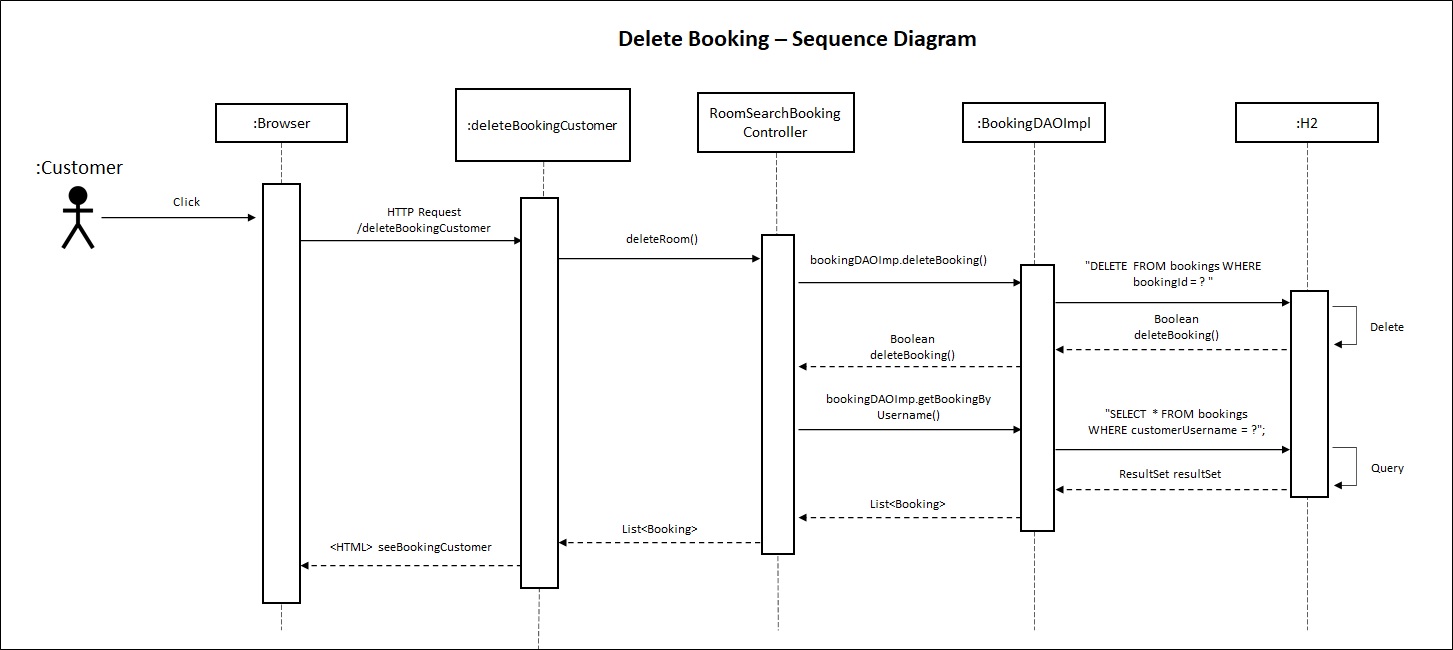 Delete Booking – Sequence Diagram
:Browser
:deleteBookingCustomer
RoomSearchBooking
Controller
:BookingDAOImpl
:H2
:Customer
Click
HTTP Request
/deleteBookingCustomer
deleteRoom()
bookingDAOImp.deleteBooking()
"DELETE FROM bookings WHERE
bookingId = ? "
Delete
Boolean
deleteBooking()
Boolean
deleteBooking()
bookingDAOImp.getBookingBy
Username()
"SELECT * FROM bookings
WHERE customerUsername = ?";
Query
ResultSet resultSet
List<Booking>
List<Booking>
<HTML> seeBookingCustomer